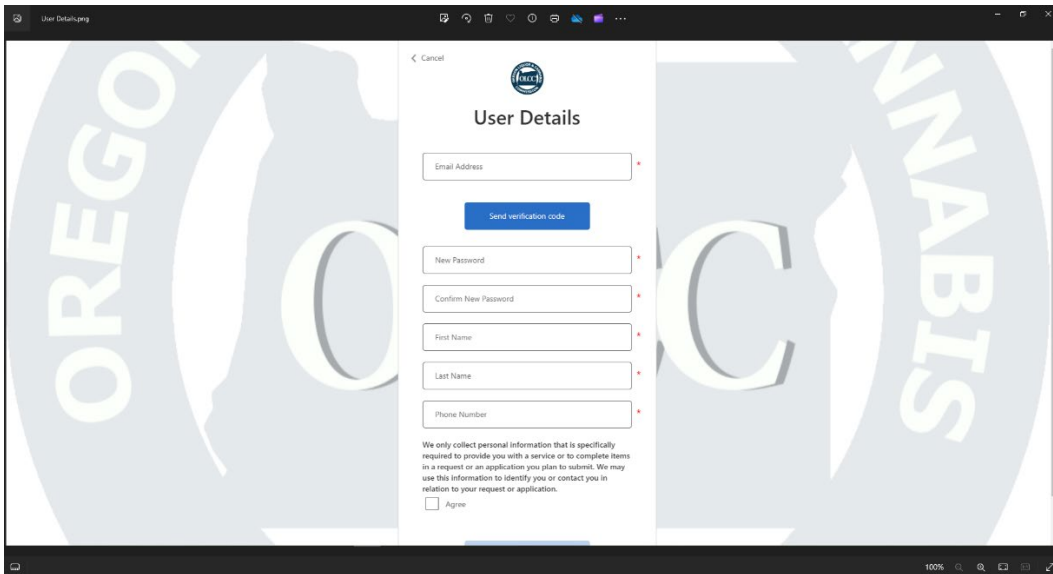 User Details.png
Cancel
OLCC
User Details
Email Address *
Send verification code
New Password *
Confirm New Password *
First Name *
Last Name *
Phone Number *
We only collect personal information that is specifically
required to provide you with a service or to complete items
in a request or an application you plan to submit. We may
use this information to identify you or contact you in
relation to your request or application.
Agree
OREGO
O C
NNABIS
100%